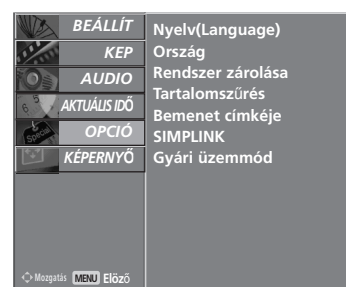 BEÁLLÍT
KEP
AUDIO
AKTUÁLIS IDŐ
OPCIÓ
KÉPERNYŐ
Nyelv(Language)
Ország
Rendszer zárolása
Tartalomszűrés
Bemenet címkéje
SIMPLINK
Gyári üzemmód
Mozgatás MENU Előző